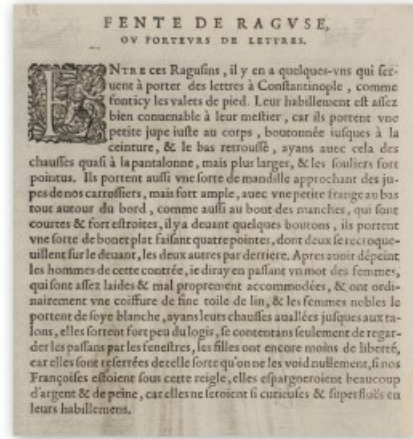 FENTE DE RAGVSE,
OV PORTEVRS DE LETTRES.
ENTRE ces Ragusins, il y en a quelques-vns qui ser-
uent à porter des lettres à Constantinople, comme
font icy les valets de pied. Leur habillement est assez
bien conuenable à leur mestier, car ils portent vne
petite jupe iuste au corps, boutonnée iusques à la
ceinture, & le bas retroussé, ayans auec cela des
chausses quasi à la pantalonne, mais plus larges, & les souliers fort
pointus. Ils portent aussi vne sorte de mandille approchant des ju-
pes de nos carrossiers, mais fort ample, auec vne petite frange au bas
tout autour du bord, comme aussi au bout des manches, qui sont
courtes & fort estroites, il y a deuant quelques boutons, ils portent
vne sorte de bonet plat faisant quatre pointes, dont deux se recroque-
uillent sur le deuant, les deux autres par derriere. Apres auoir dépeint
les hommes de cette contrée, ie diray en passant vn mot des femmes,
qui sont assez laides & mal proprement accommodées, & ont ordi-
nairement vne coiffure de fine toile de lin, & les femmes nobles le
portent de soye blanche, ayans leurs chausses auallées jusques aux ta-
lons, elles sortent fort peu du logis, se contentans seulement de regar-
der les passans par les fenestres, les filles ont encore moins de liberté,
car elles sont resserrées de telle sorte qu'on ne les void nullement, si nos
Françoises estoient sous cette reigle, elles espargneroient beaucoup
d'argent & de peine, car elles ne seroient si curieuses & superfluës en
leurs habillemens.